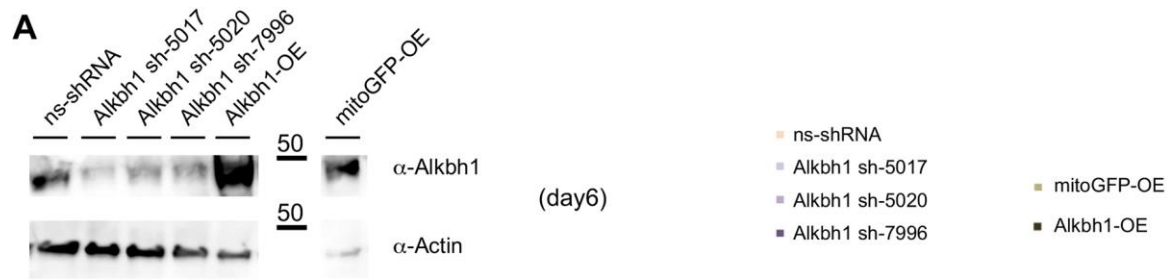 A
ns-shRNA
Alkbh1 sh-5017
Alkbh1 sh-5020
Alkbh1 sh-7996
Alkbh1-OE
mitoGFP-OE
50
α-Alkbh1
50
α-Actin
(day6)
ns-shRNA
Alkbh1 sh-5017
Alkbh1 sh-5020
Alkbh1 sh-7996
mitoGFP-OE
Alkbh1-OE